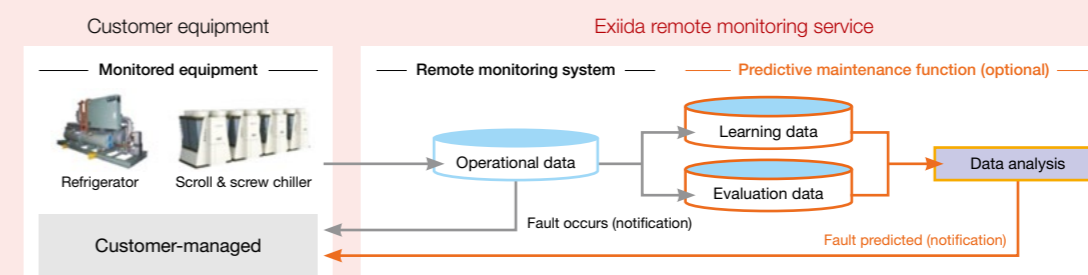 Customer equipment
Exiida remote monitoring service
Monitored equipment
Remote monitoring system
Predictive maintenance function (optional)
Refrigerator
Scroll & screw chiller
Operational data
Learning data
Evaluation data
Data analysis
Fault occurs (notification)
Customer-managed
Fault predicted (notification)